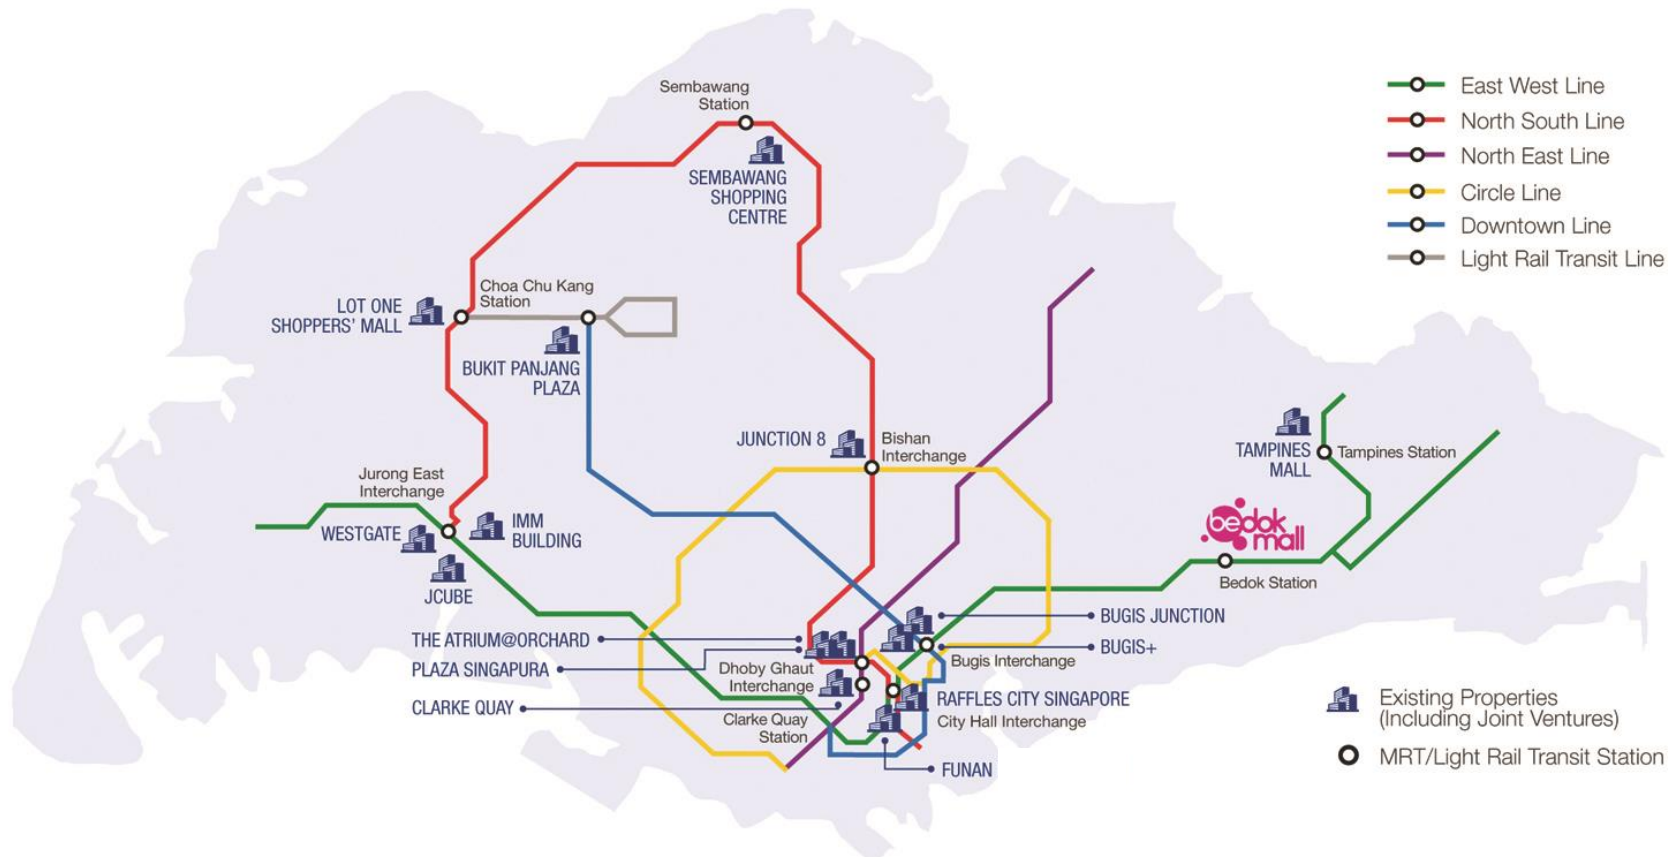 Sembawang
Station
SEMBAWANG
SHOPPING
CENTRE
East West Line
North South Line
North East Line
Circle Line
Downtown Line
Light Rail Transit Line
Choa Chu Kang
Station
LOT ONE
SHOPPERS' MALL
BUKIT PANJANG
PLAZA
JUNCTION 8
Bishan
Interchange
TAMPINES
MALL
Tampines Station
Jurong East
Interchange
WESTGATE
IMM
BUILDING
JCUBE
bedok
mall
Bedok Station
THE ATRIUM@ORCHARD
PLAZA SINGAPURA
CLARKE QUAY
Dhoby Ghaut
Interchange
Clarke Quay
Station
BUGIS JUNCTION
BUGIS+
Bugis Interchange
RAFFLES CITY SINGAPORE
City Hall Interchange
FUNAN
Existing Properties
(Including Joint Ventures)
MRT/Light Rail Transit Station